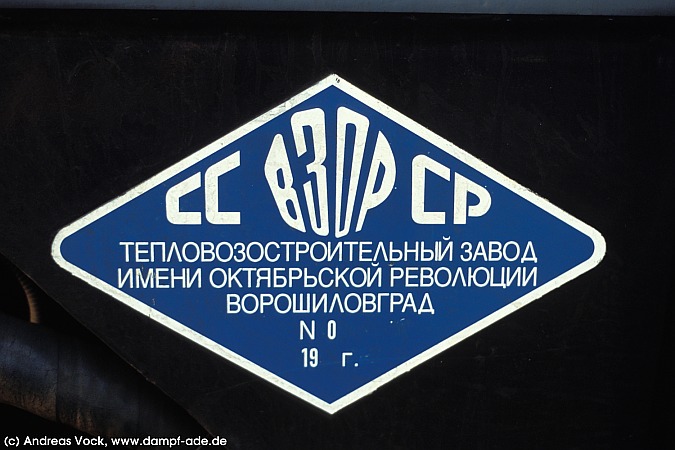 СС ВЗОР СР
ТЕПЛОВОЗОСТРОИТЕЛЬНЫЙ ЗАВОД
ИМЕНИ ОКТЯБРЬСКОЙ РЕВОЛЮЦИИ
ВОРОШИЛОВГРАД
N 0
19 г.
(c) Andreas Vock, www.dampf-ade.de